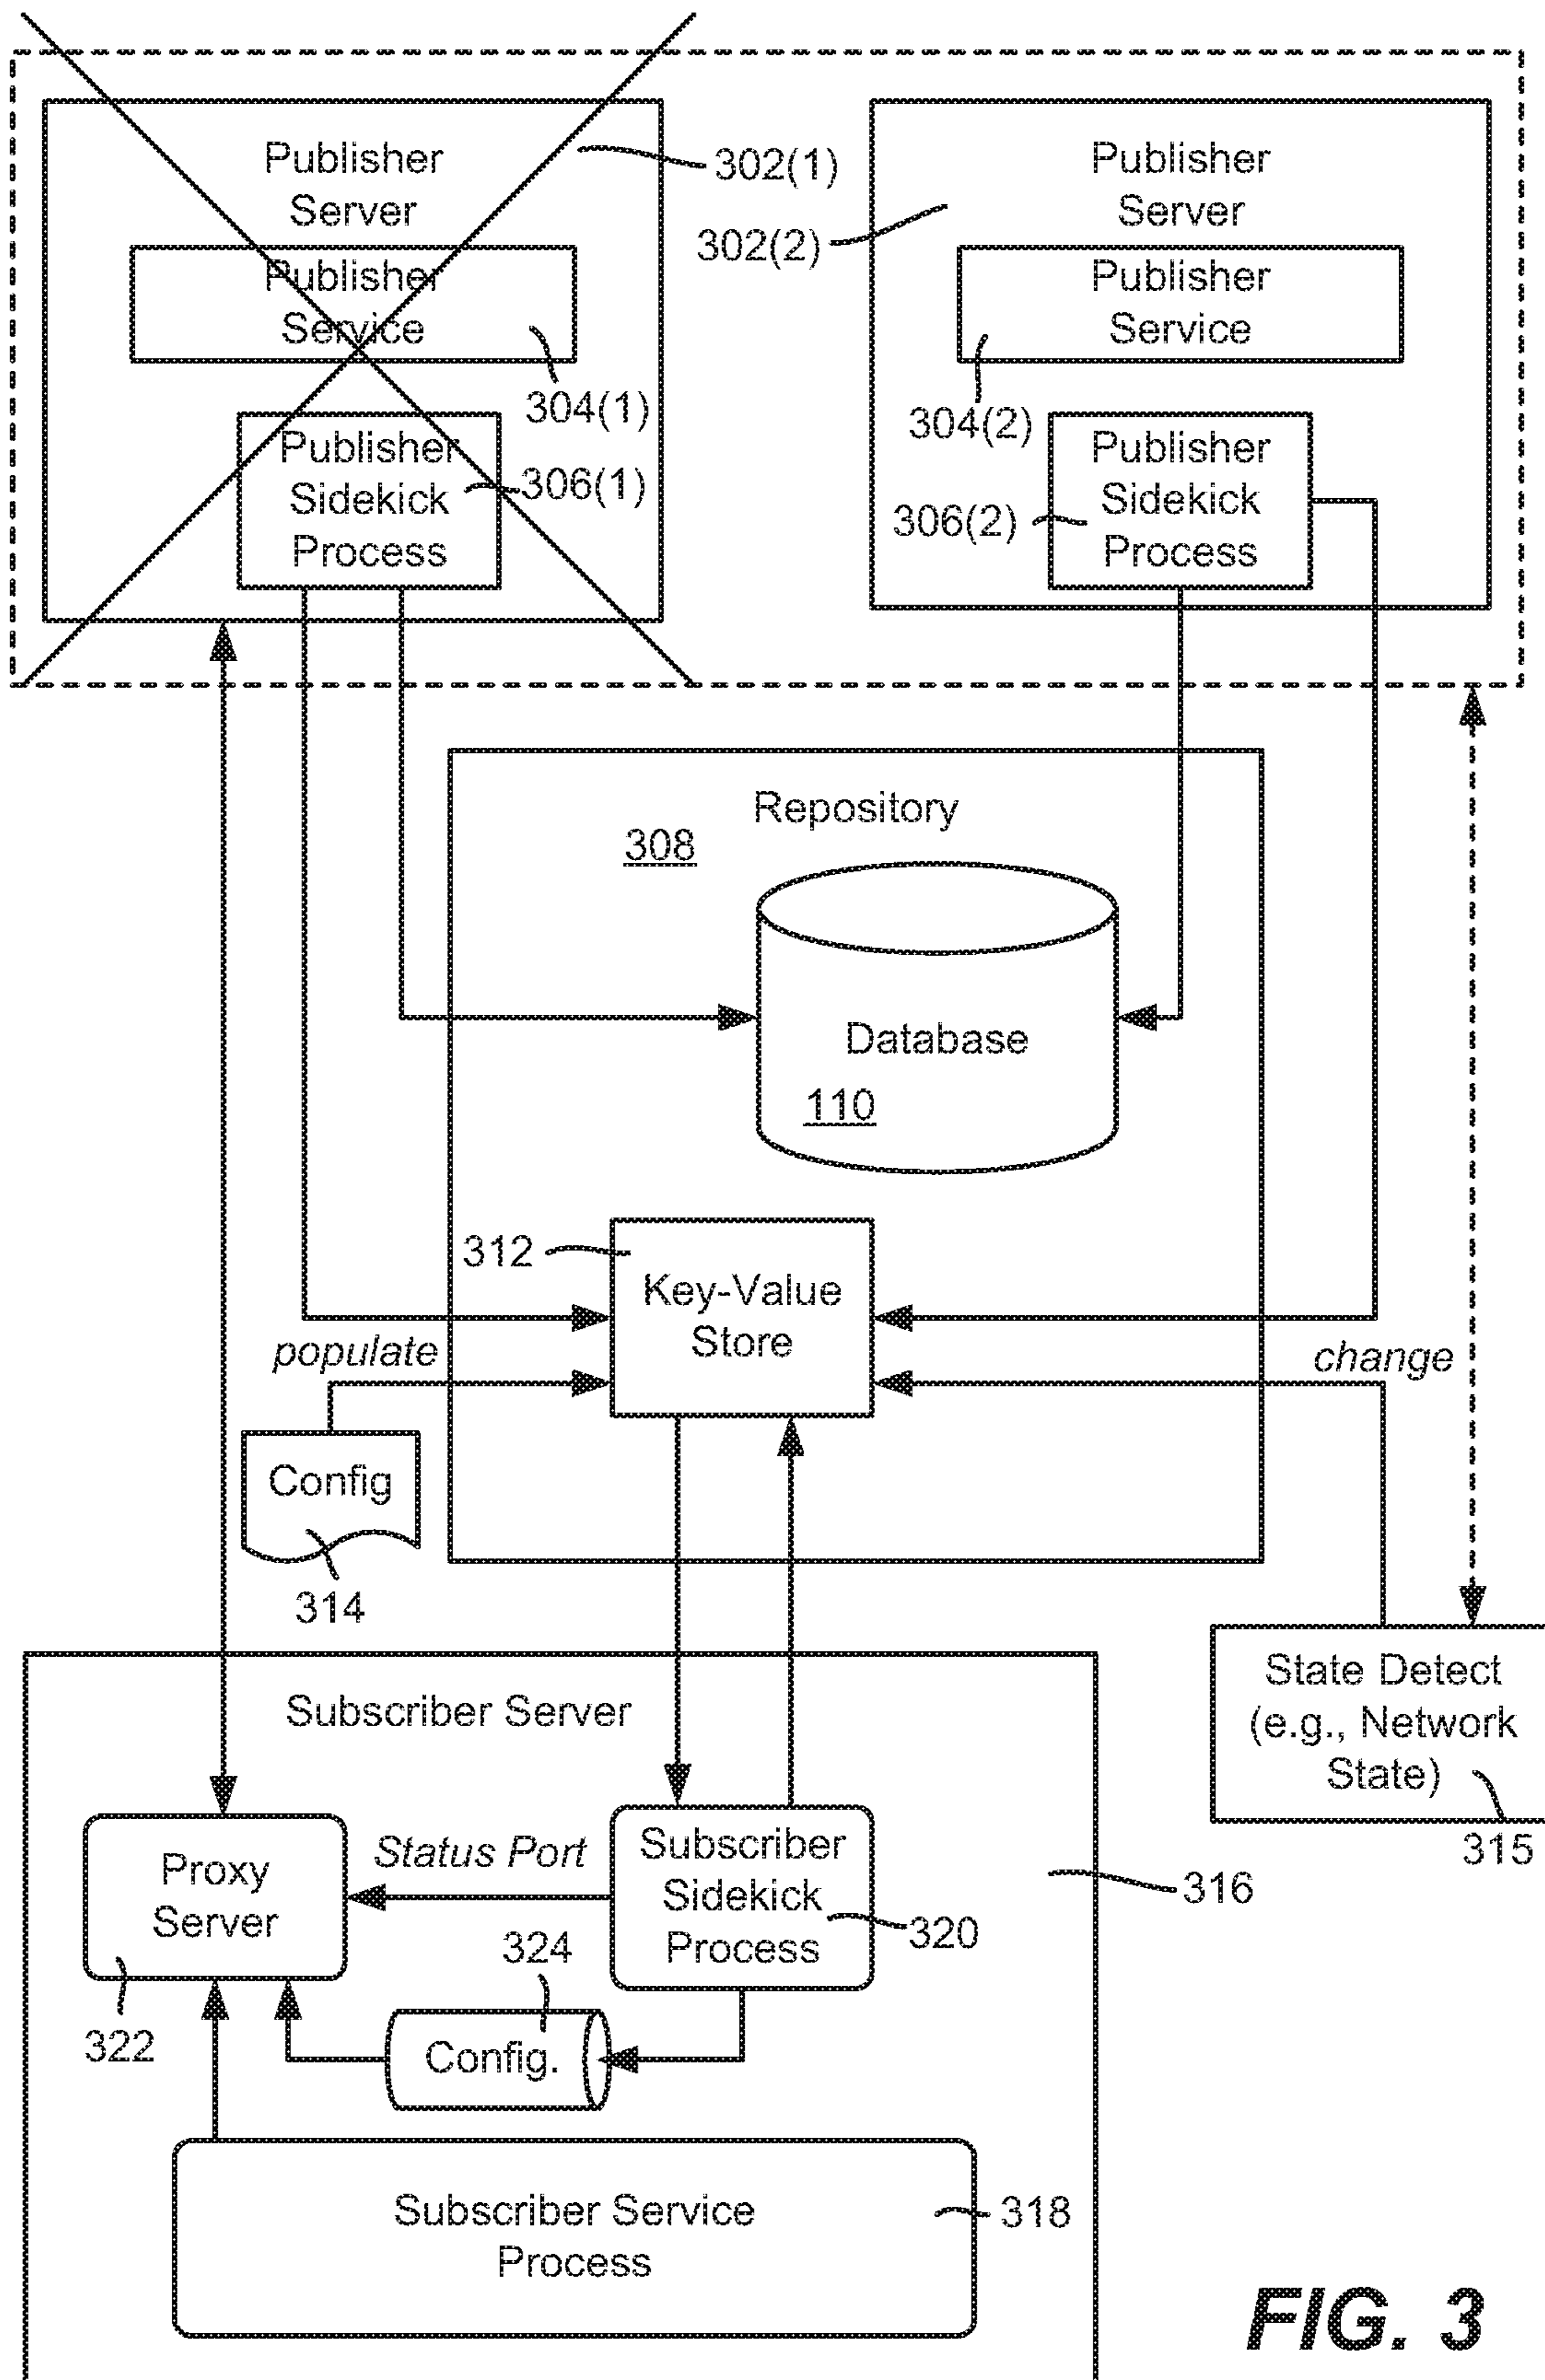 Publisher
Server
302(1)
Publisher
Service
304(1)
Publisher
Sidekick
Process
306(1)
Publisher
Server
302(2)
Publisher
Service
304(2)
Publisher
Sidekick
Process
306(2)
Repository
308
Database
110
312
Key-Value
Store
populate
change
Config
314
State Detect
(e.g., Network
State)
315
Subscriber Server
316
Proxy
Server
322
Status Port
Subscriber
Sidekick
Process
320
324
Config.
Subscriber Service
Process
318
FIG. 3